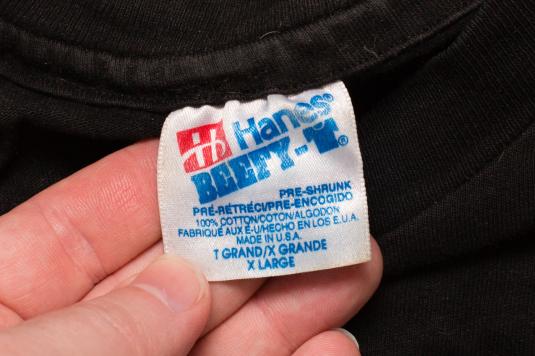 H Hanes®
BEEFY-T®
PRE-SHRUNK
PRÉ-RÉTRÉCI/PRE-ENCOGIDO
100% COTTON/COTON/ALGODON
FABRIQUÉ AUX É-U/HECHO EN LOS E.U.A.
MADE IN U.S.A.
T GRAND/X GRANDE
X LARGE